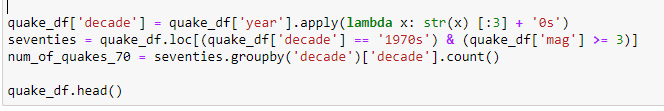 quake_df['decade'] = quake_df['year'].apply(lambda x: str(x) [:3] + '0s')
seventies = quake_df.loc[(quake_df['decade'] == '1970s') & (quake_df['mag'] >= 3)]
num_of_quakes_70 = seventies.groupby('decade')['decade'].count()
quake_df.head()